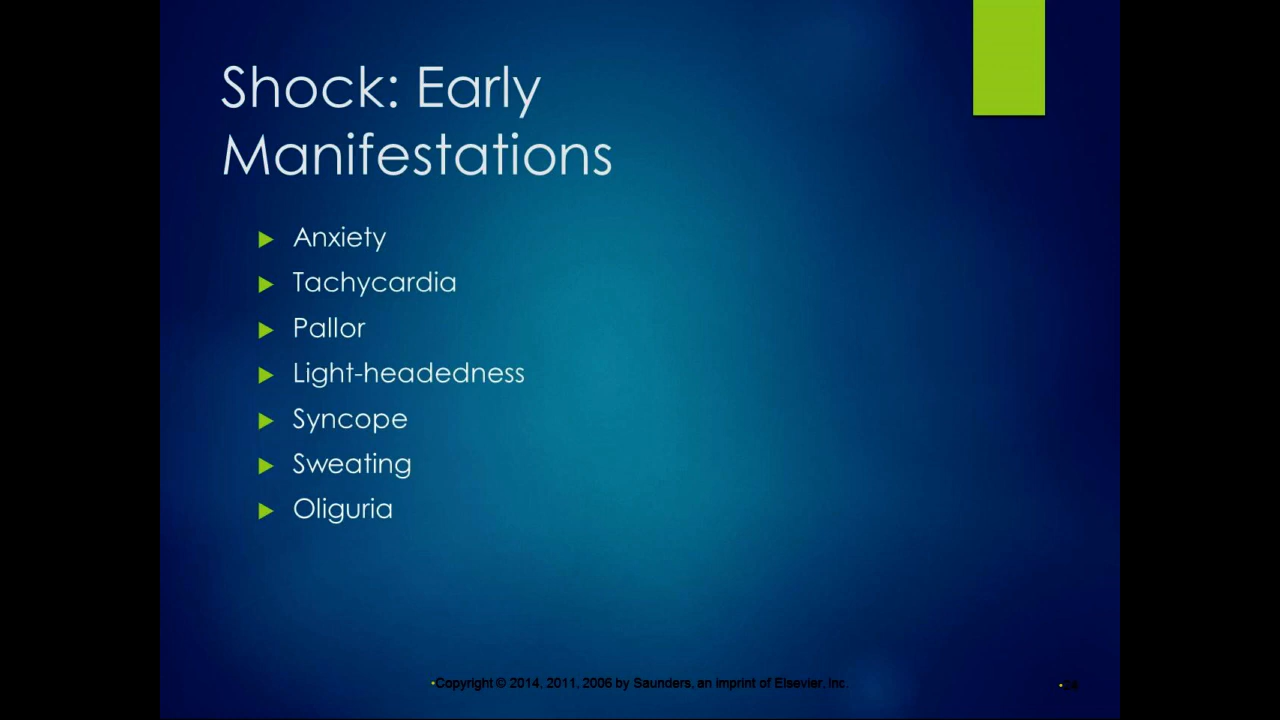 Shock: Early
Manifestations
Anxiety
Tachycardia
Pallor
Light-headedness
Syncope
Sweating
Oliguria
•Copyright © 2014, 2011, 2006 by Saunders, an imprint of Elsevier, Inc.